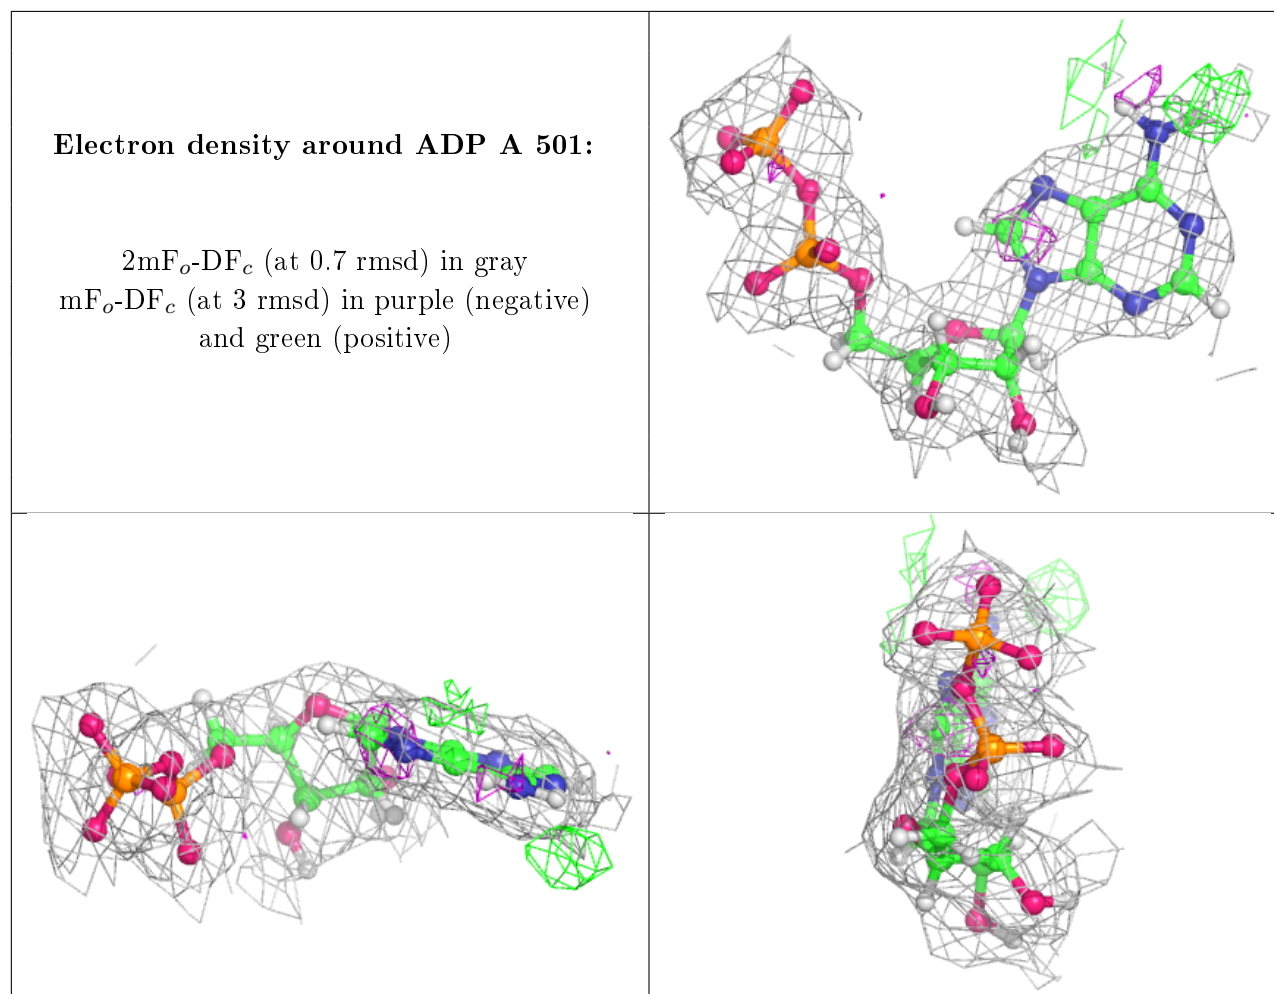 Electron density around ADP A 501:
2mFo-DFc (at 0.7 rmsd) in gray
mFo-DFc (at 3 rmsd) in purple (negative)
and green (positive)